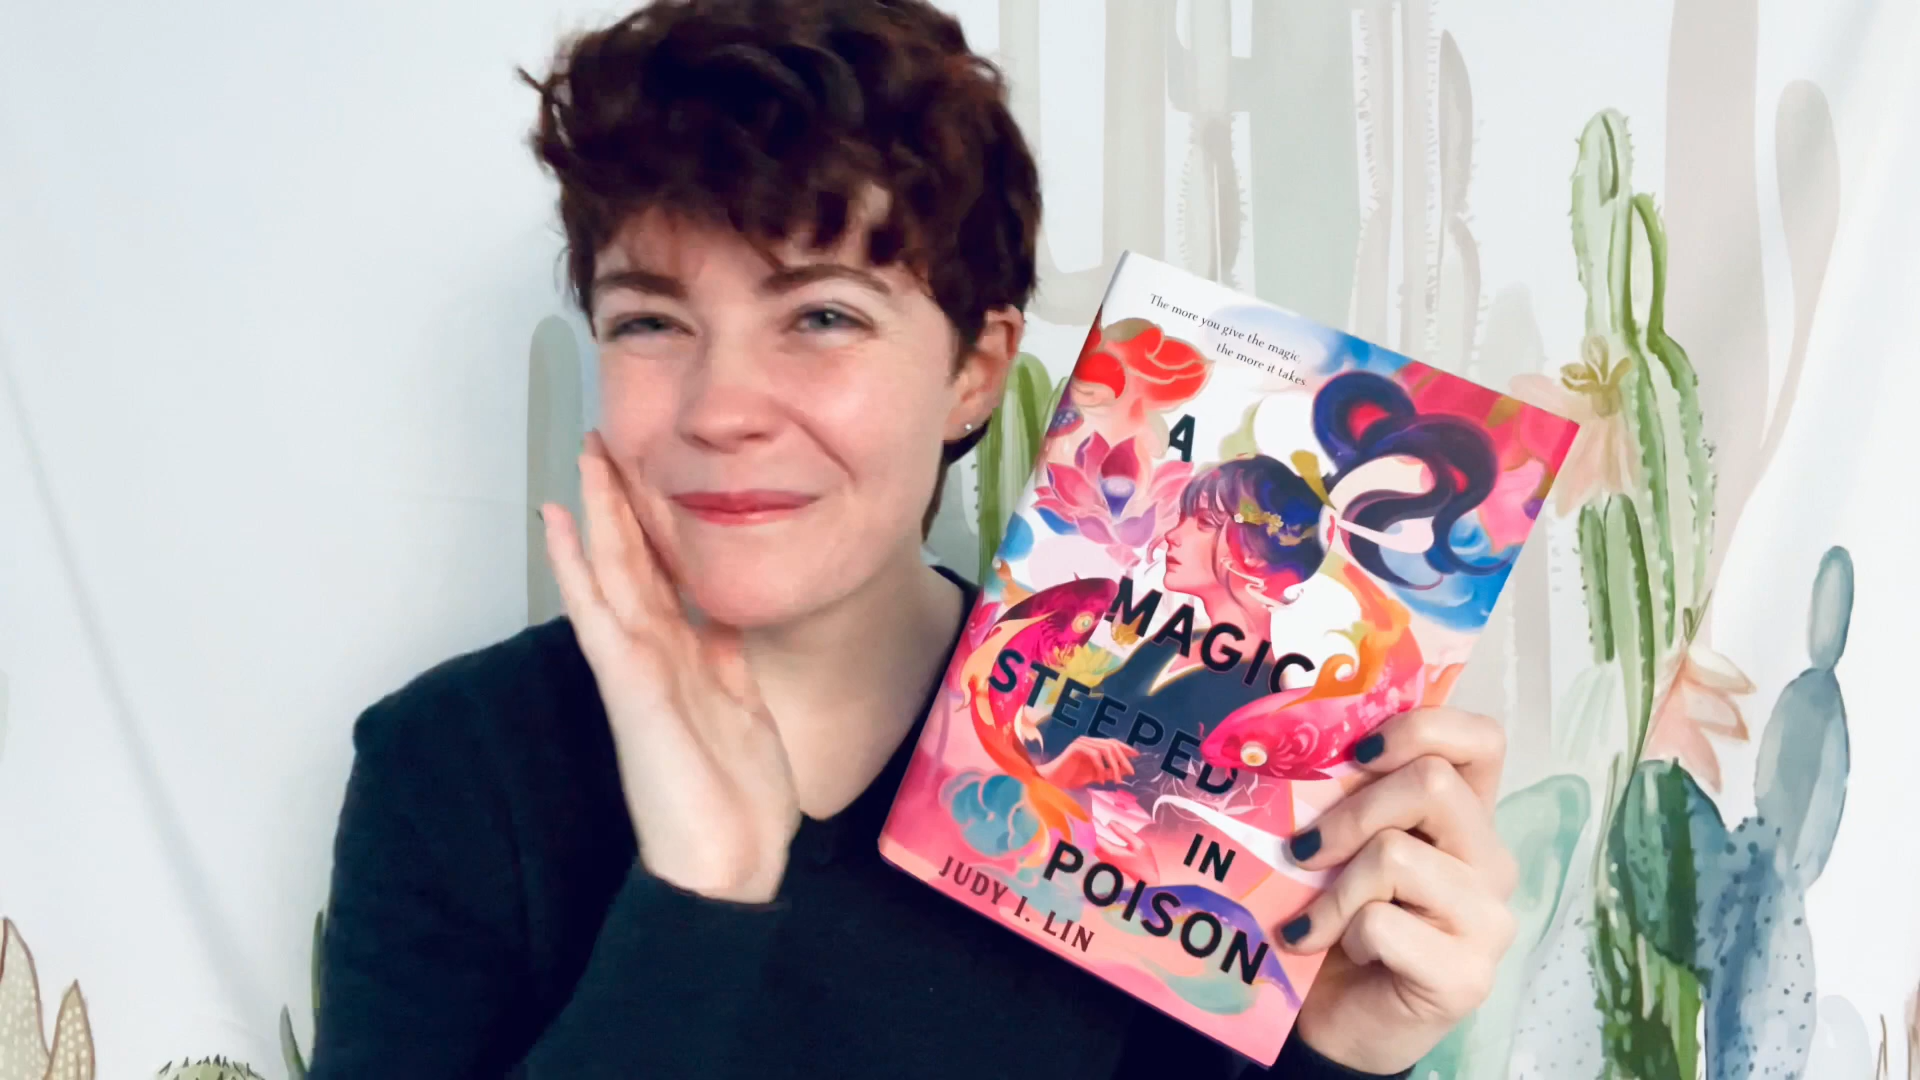 The more you give the magic,
the more it takes.
A
MAGIC
STEEPED
IN
POISON
JUDY I. LIN